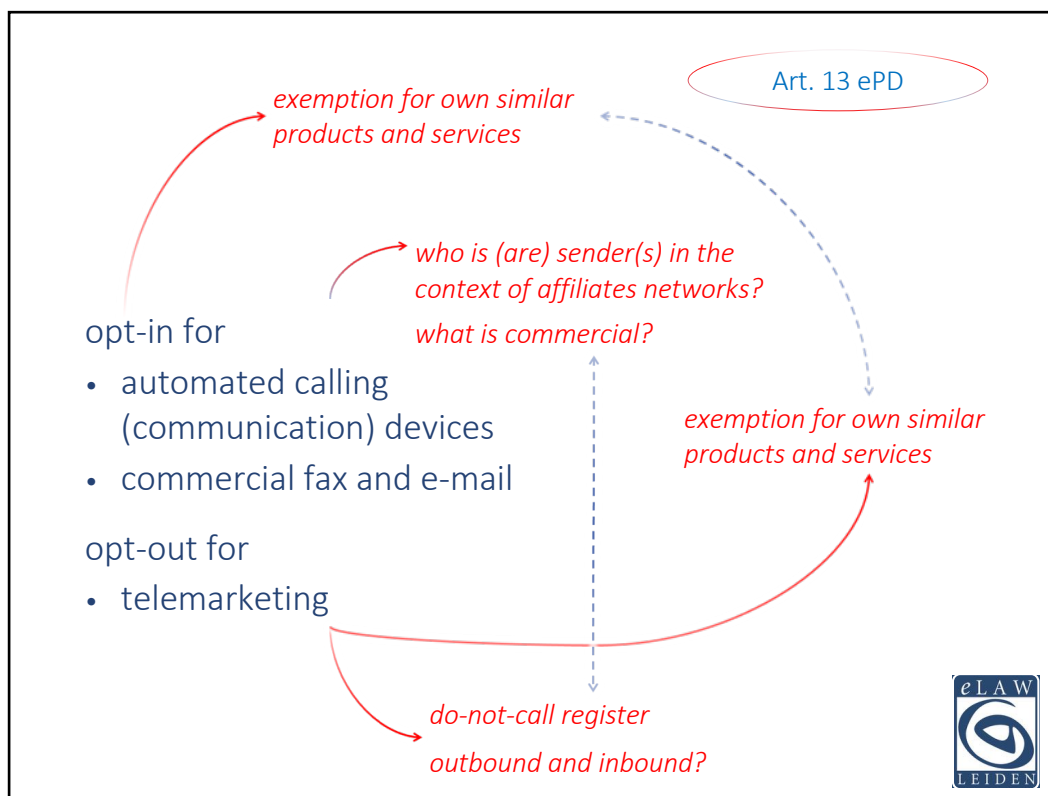 Art. 13 ePD
exemption for own similar
products and services
who is (are) sender(s) in the
context of affiliates networks?
what is commercial?
opt-in for
• automated calling
(communication) devices
• commercial fax and e-mail
exemption for own similar
products and services
opt-out for
• telemarketing
do-not-call register
outbound and inbound?
eLAW
LEIDEN